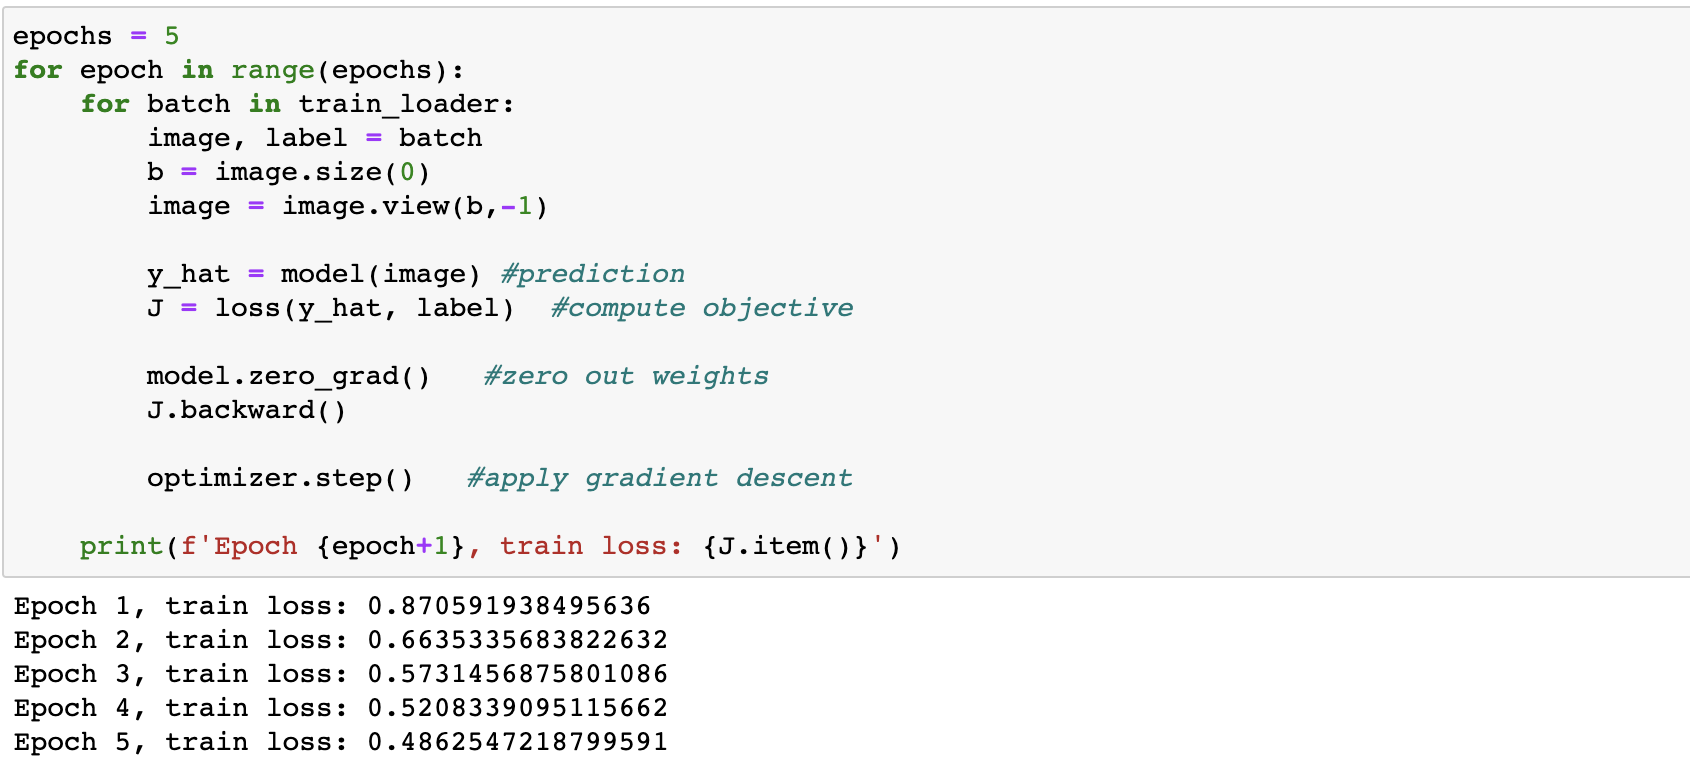 epochs = 5
for epoch in range(epochs):
    for batch in train_loader:
        image, label = batch
        b = image.size(0)
        image = image.view(b,-1)
        y_hat = model(image) #prediction
        J = loss(y_hat, label)  #compute objective
        model.zero_grad()   #zero out weights
        J.backward()
        optimizer.step()   #apply gradient descent
    print(f'Epoch {epoch+1}, train loss: {J.item()}')
Epoch 1, train loss: 0.870591938495636
Epoch 2, train loss: 0.6635335683822632
Epoch 3, train loss: 0.5731456875801086
Epoch 4, train loss: 0.5208339095115662
Epoch 5, train loss: 0.4862547218799591